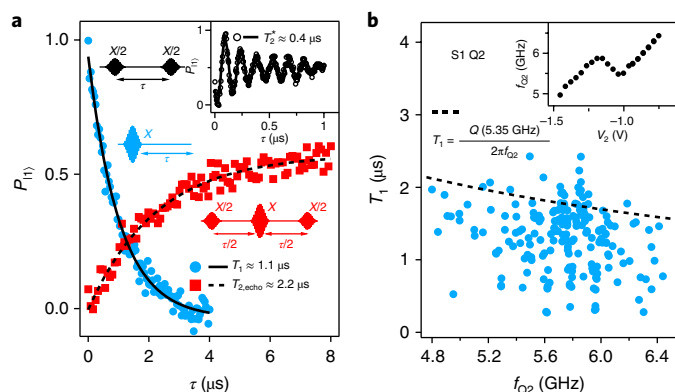 a
X/2 X/2
τ
X
τ
P|1⟩
1.0
0.5
0.0
0 2 4 6 8
τ (μs)
P|1⟩
1
0
T2* ≈ 0.4 μs
0 0.5 1
τ (μs)
X/2 X X/2
τ/2 τ/2
T1 ≈ 1.1 μs
T2,echo ≈ 2.2 μs
b
T1 (μs)
4
3
2
1
0
4.8 5.2 5.6 6.0 6.4
fQ2 (GHz)
S1 Q2
T1 = Q (5.35 GHz) / 2πfQ2
fQ2 (GHz)
6
5
−1.5 −1.0
V2 (V)